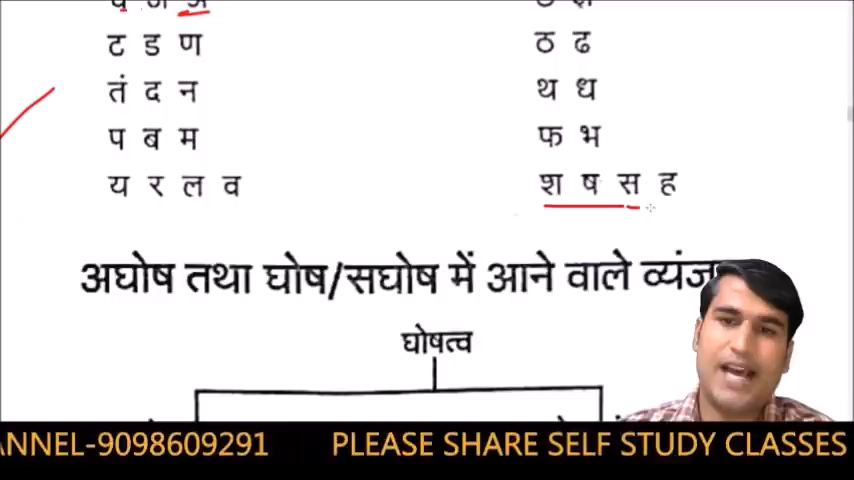 ट ड ण ठ ढ
तं द न थ ध
प ब म फ भ
य र ल व श ष स ह
अघोष तथा घोष/सघोष में आने वाले
घोषत्व
PLEASE SHARE SELF STUDY CLASSES
ANNEL-9098609291